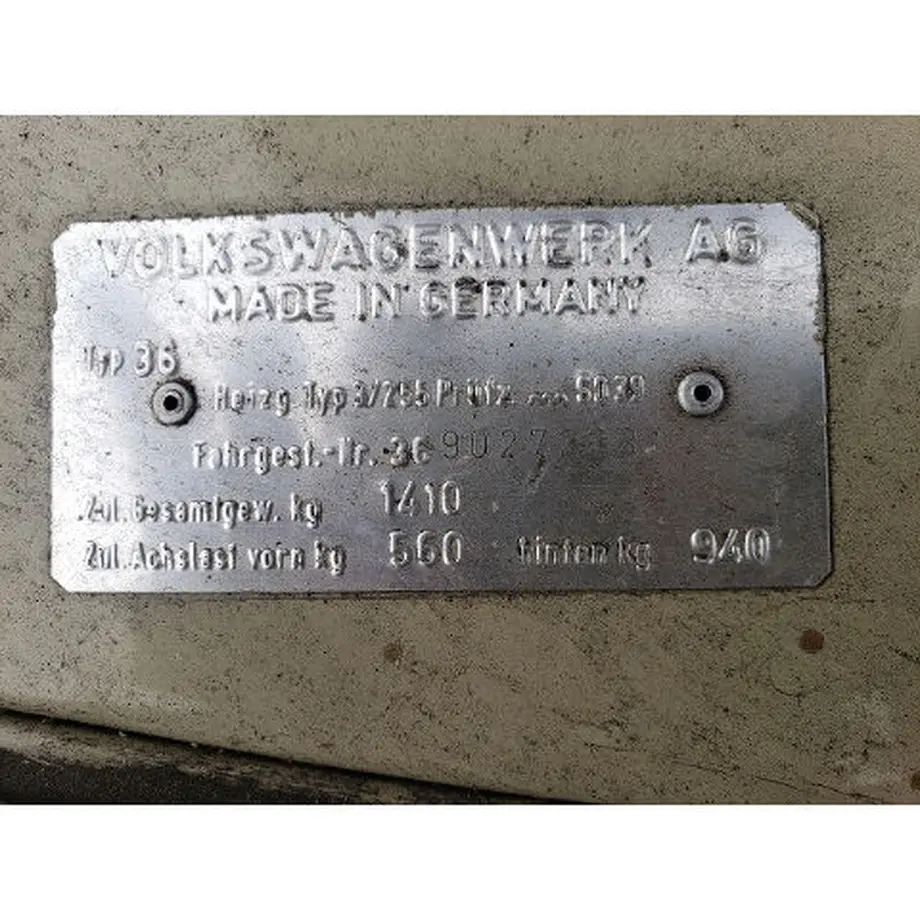 VOLKSWAGENWERK AG
MADE IN GERMANY
Typ 36
Heizg. Typ 3/255 Prüfz. 5039
Fahrgest.-Nr. 36
Zul. Gesamtgew. kg 1410
Zul. Achslast vorn kg 560 hinten kg 940